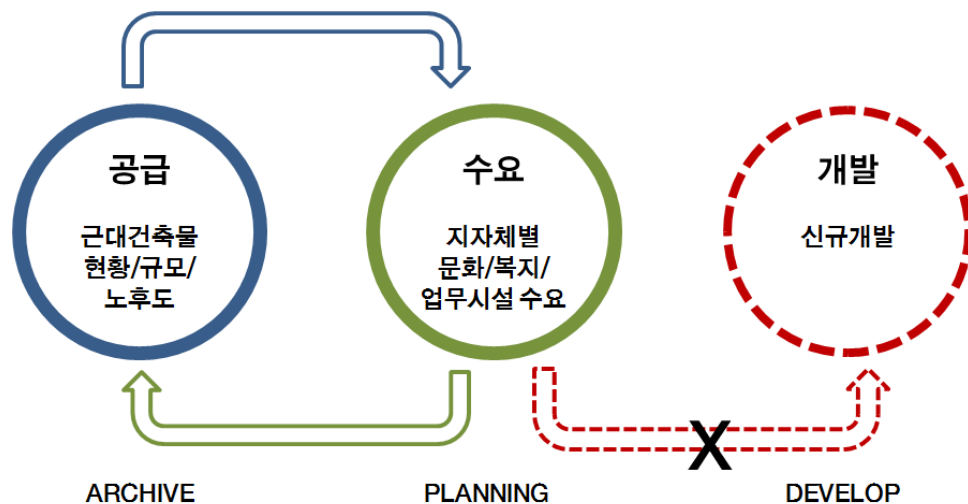 공급
근대건축물
현황/규모/
노후도
수요
지자체별
문화/복지/
업무시설 수요
개발
신규개발
X
ARCHIVE
PLANNING
DEVELOP